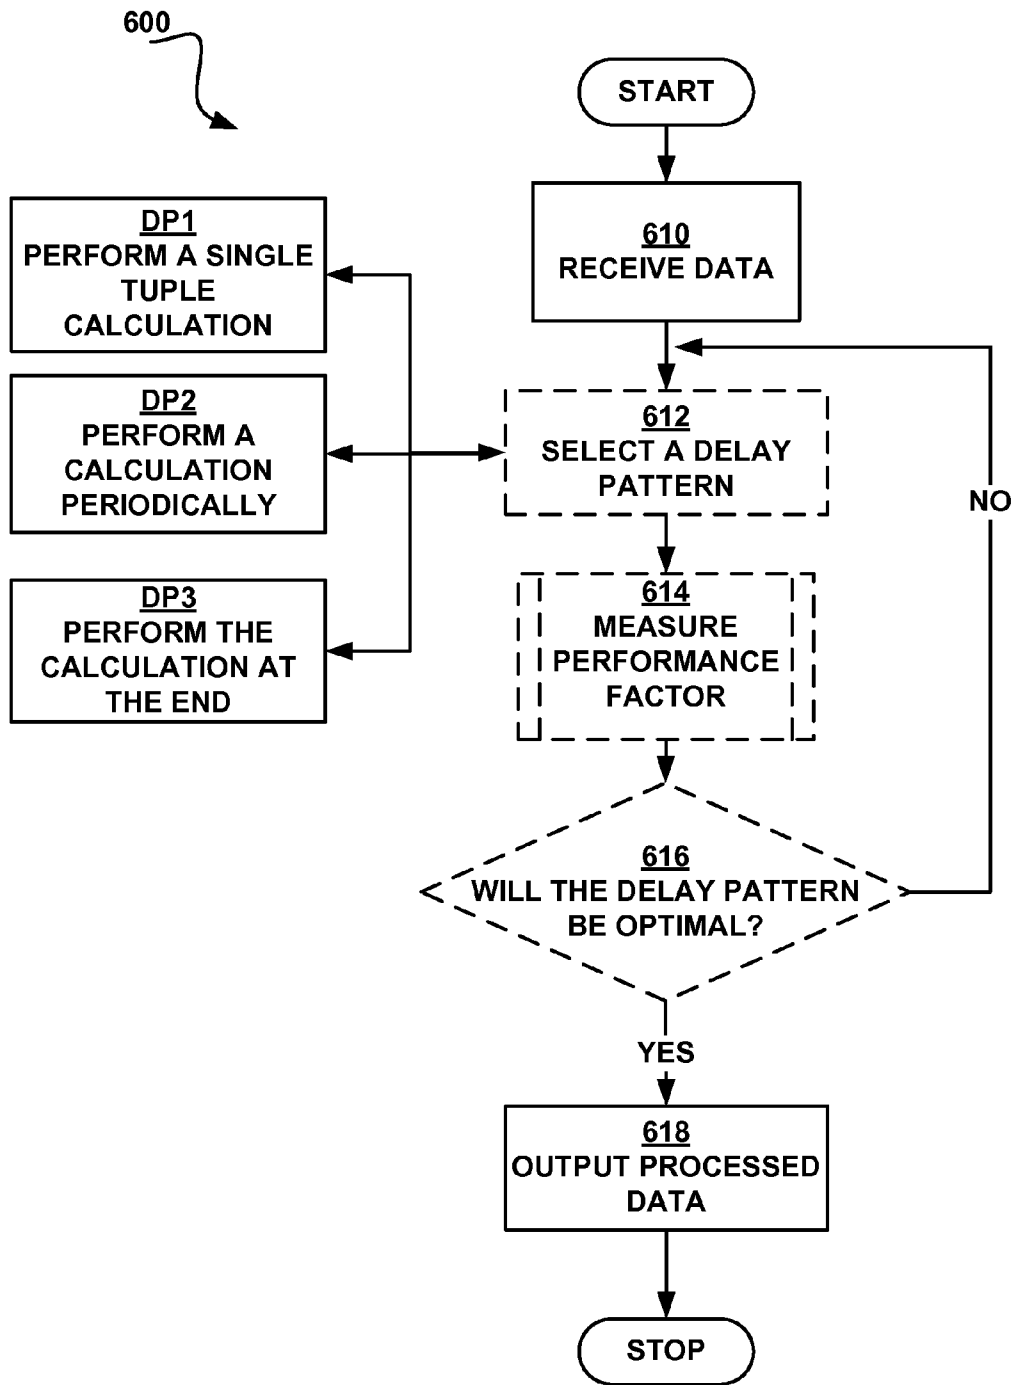 600
START
610
RECEIVE DATA
DP1
PERFORM A SINGLE
TUPLE
CALCULATION
DP2
PERFORM A
CALCULATION
PERIODICALLY
DP3
PERFORM THE
CALCULATION AT
THE END
612
SELECT A DELAY
PATTERN
NO
614
MEASURE
PERFORMANCE
FACTOR
616
WILL THE DELAY PATTERN
BE OPTIMAL?
YES
618
OUTPUT PROCESSED
DATA
STOP